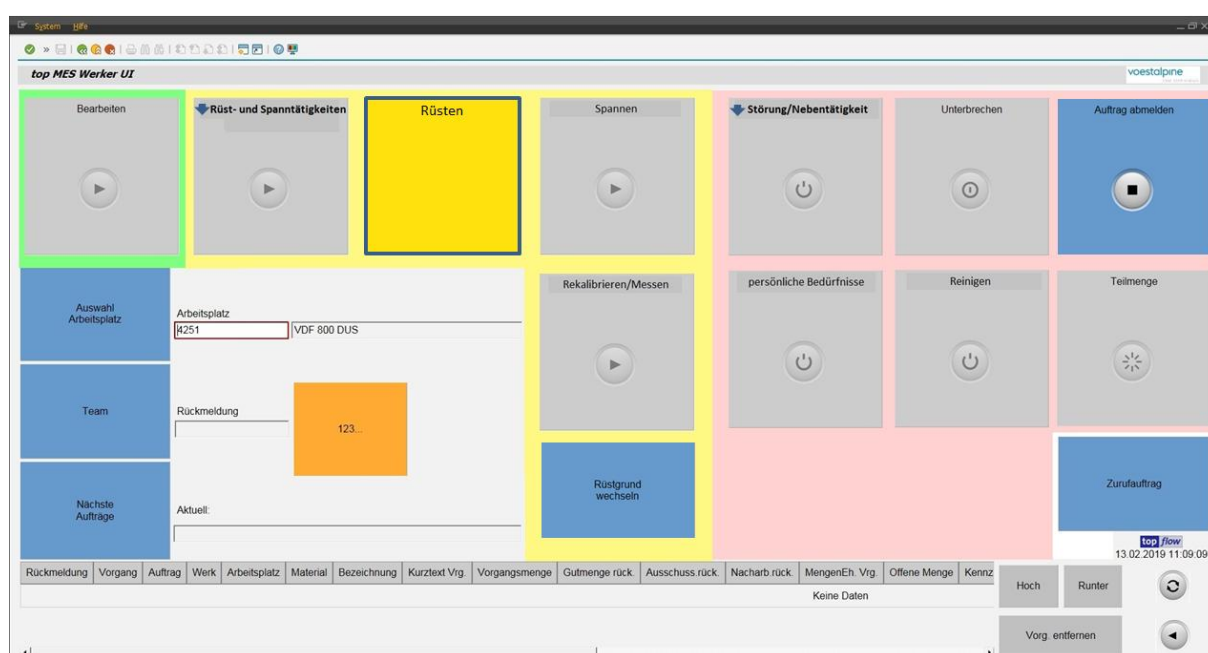 System Hilfe
top MES Werker UI
voestalpine
Bearbeiten
Rüst- und Spanntätigkeiten
Rüsten
Spannen
Störung/Nebentätigkeit
Unterbrechen
Auftrag abmelden
Auswahl
Arbeitsplatz
Arbeitsplatz
4251 VDF 800 DUS
Rekalibrieren/Messen
persönliche Bedürfnisse
Reinigen
Teilmenge
Team
Rückmeldung
123...
Rüstgrund
wechseln
Zurufauftrag
Nächste
Aufträge
Aktuell:
top flow
13.02.2019 11:09:09
Rückmeldung Vorgang Auftrag Werk Arbeitsplatz Material Bezeichnung Kurztext Vrg. Vorgangsmenge Gutmenge rück. Ausschuss.rück. Nacharb.rück. MengenEh. Vrg. Offene Menge Kennz
Keine Daten
Hoch
Runter
Vorg. entfernen